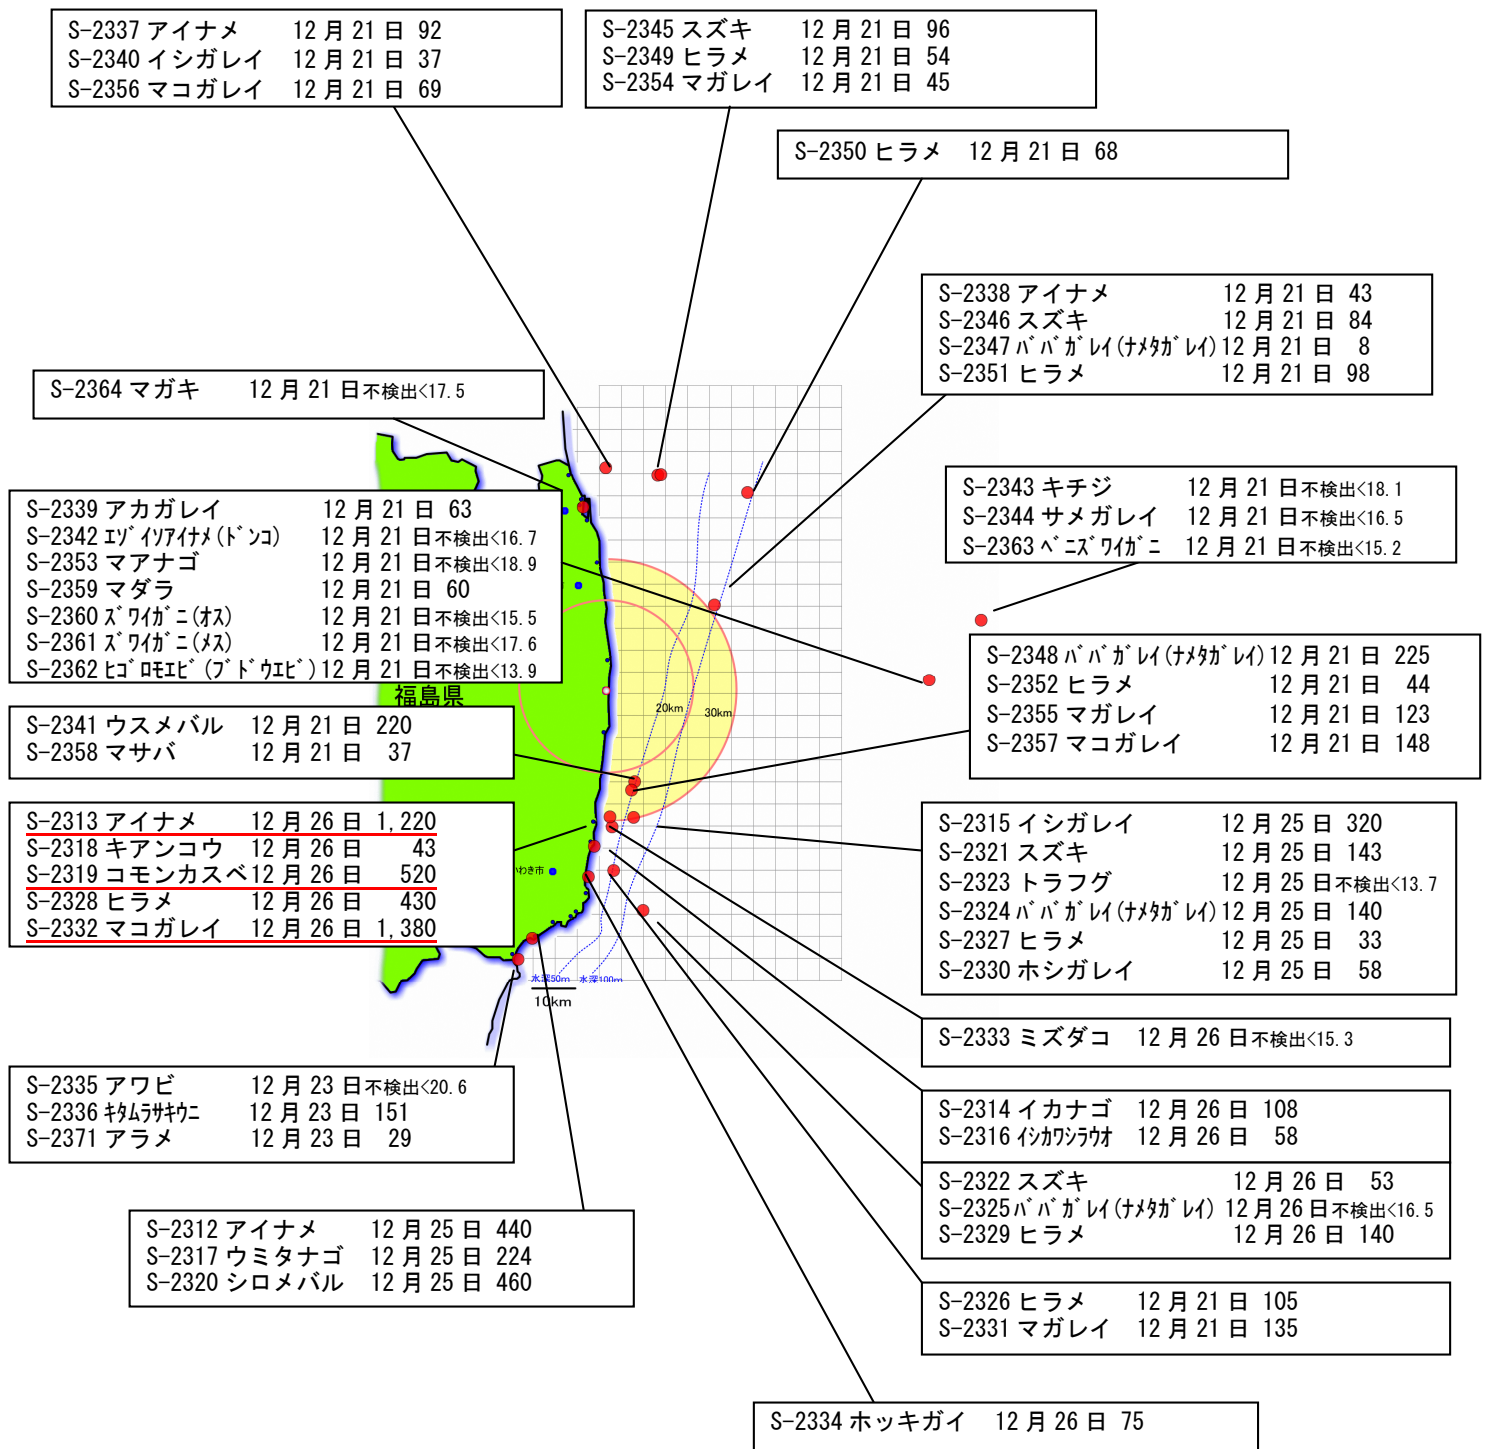 S-2337 アイナメ 12 月 21 日 92
S-2340 イシガレイ 12 月 21 日 37
S-2356 マコガレイ 12 月 21 日 69
S-2345 スズキ 12 月 21 日 96
S-2349 ヒラメ 12 月 21 日 54
S-2354 マガレイ 12 月 21 日 45
S-2350 ヒラメ 12 月 21 日 68
S-2338 アイナメ 12 月 21 日 43
S-2346 スズキ 12 月 21 日 84
S-2347 ﾊﾞﾊﾞｶﾞﾚｲ(ﾅﾒﾀｶﾞﾚｲ) 12 月 21 日 8
S-2351 ヒラメ 12 月 21 日 98
S-2364 マガキ 12 月 21 日不検出<17.5
S-2343 キチジ 12 月 21 日不検出<18.1
S-2344 サメガレイ 12 月 21 日不検出<16.5
S-2363 ﾍﾞﾆｽﾞﾜｲｶﾞﾆ 12 月 21 日不検出<15.2
S-2339 アカガレイ 12 月 21 日 63
S-2342 ｴｿﾞｲｿｱｲﾅﾒ(ﾄﾞﾝｺ) 12 月 21 日不検出<16.7
S-2353 マアナゴ 12 月 21 日不検出<18.9
S-2359 マダラ 12 月 21 日 60
S-2360 ｽﾞﾜｲｶﾞﾆ(ｵｽ) 12 月 21 日不検出<15.5
S-2361 ｽﾞﾜｲｶﾞﾆ(ﾒｽ) 12 月 21 日不検出<17.6
S-2362 ﾋｺﾞﾛﾓｴﾋﾞ(ﾌﾞﾄﾞｳｴﾋﾞ) 12 月 21 日不検出<13.9
福島県
20km
30km
S-2348 ﾊﾞﾊﾞｶﾞﾚｲ(ﾅﾒﾀｶﾞﾚｲ) 12 月 21 日 225
S-2352 ヒラメ 12 月 21 日 44
S-2355 マガレイ 12 月 21 日 123
S-2357 マコガレイ 12 月 21 日 148
S-2341 ウスメバル 12 月 21 日 220
S-2358 マサバ 12 月 21 日 37
S-2313 アイナメ 12 月 26 日 1,220
S-2318 キアンコウ 12 月 26 日 43
S-2319 コモンカスベ 12 月 26 日 520
S-2328 ヒラメ 12 月 26 日 430
S-2332 マコガレイ 12 月 26 日 1,380
いわき市
S-2315 イシガレイ 12 月 25 日 320
S-2321 スズキ 12 月 25 日 143
S-2323 トラフグ 12 月 25 日不検出<13.7
S-2324 ﾊﾞﾊﾞｶﾞﾚｲ(ﾅﾒﾀｶﾞﾚｲ) 12 月 25 日 140
S-2327 ヒラメ 12 月 25 日 33
S-2330 ホシガレイ 12 月 25 日 58
水深50m 水深100m
10km
S-2333 ミズダコ 12 月 26 日不検出<15.3
S-2335 アワビ 12 月 23 日不検出<20.6
S-2336 ｷﾀﾑﾗｻｷｳﾆ 12 月 23 日 151
S-2371 アラメ 12 月 23 日 29
S-2314 イカナゴ 12 月 26 日 108
S-2316 ｲｼｶﾜｼﾗｳｵ 12 月 26 日 58
S-2322 スズキ 12 月 26 日 53
S-2325 ﾊﾞﾊﾞｶﾞﾚｲ(ﾅﾒﾀｶﾞﾚｲ) 12 月 26 日不検出<16.5
S-2329 ヒラメ 12 月 26 日 140
S-2312 アイナメ 12 月 25 日 440
S-2317 ウミタナゴ 12 月 25 日 224
S-2320 シロメバル 12 月 25 日 460
S-2326 ヒラメ 12 月 21 日 105
S-2331 マガレイ 12 月 21 日 135
S-2334 ホッキガイ 12 月 26 日 75